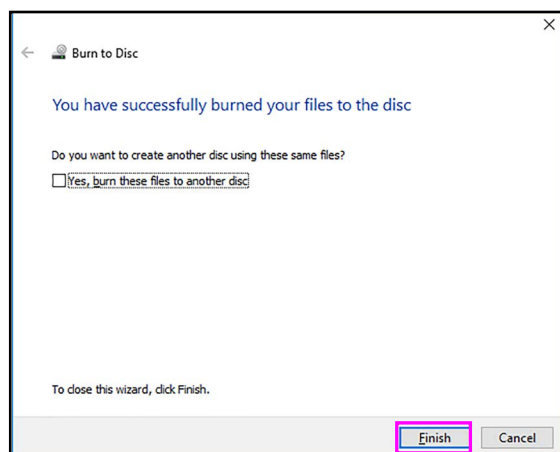 Burn to Disc
You have successfully burned your files to the disc
Do you want to create another disc using these same files?
Yes, burn these files to another disc
To close this wizard, click Finish.
Finish Cancel